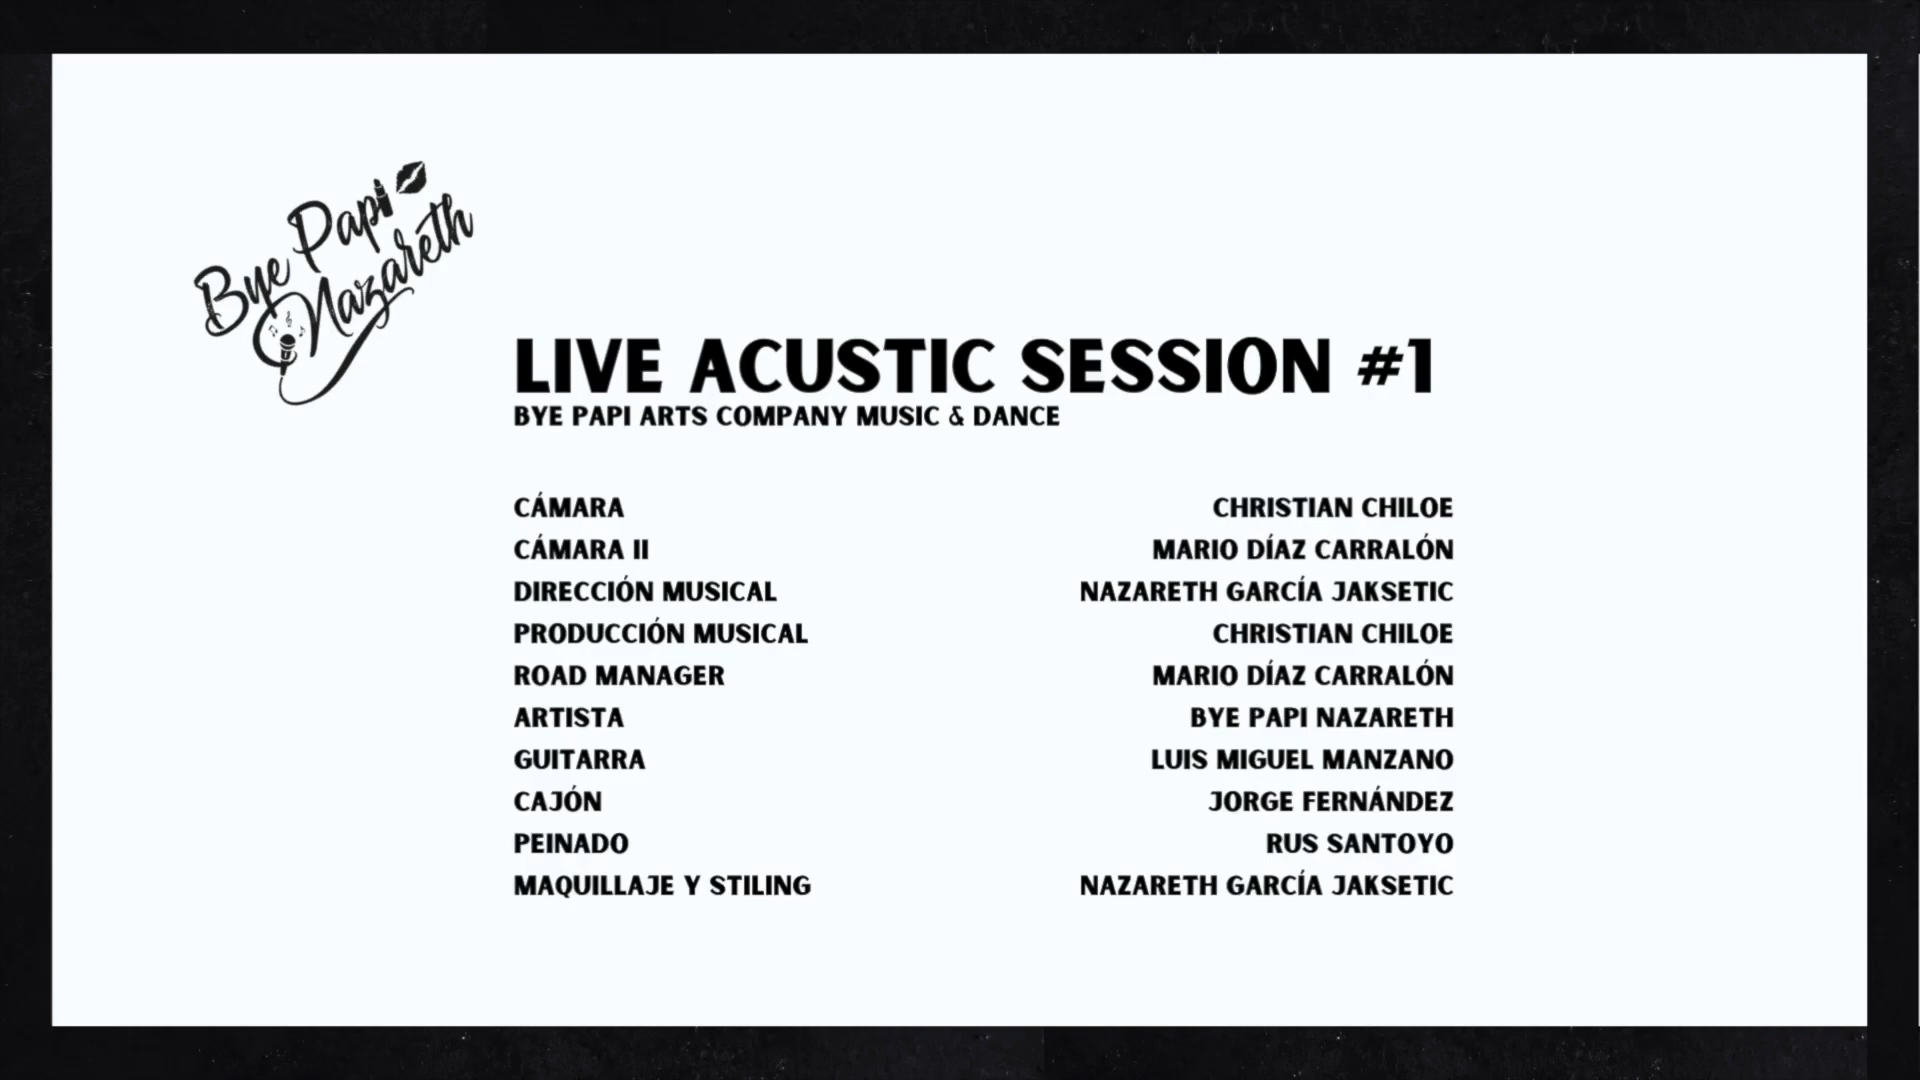 Bye Papi
Nazareth
LIVE ACUSTIC SESSION #1
BYE PAPI ARTS COMPANY MUSIC & DANCE
CÁMARA CHRISTIAN CHILOE
CÁMARA II MARIO DÍAZ CARRALÓN
DIRECCIÓN MUSICAL NAZARETH GARCÍA JAKSETIC
PRODUCCIÓN MUSICAL CHRISTIAN CHILOE
ROAD MANAGER MARIO DÍAZ CARRALÓN
ARTISTA BYE PAPI NAZARETH
GUITARRA LUIS MIGUEL MANZANO
CAJÓN JORGE FERNÁNDEZ
PEINADO RUS SANTOYO
MAQUILLAJE Y STILING NAZARETH GARCÍA JAKSETIC